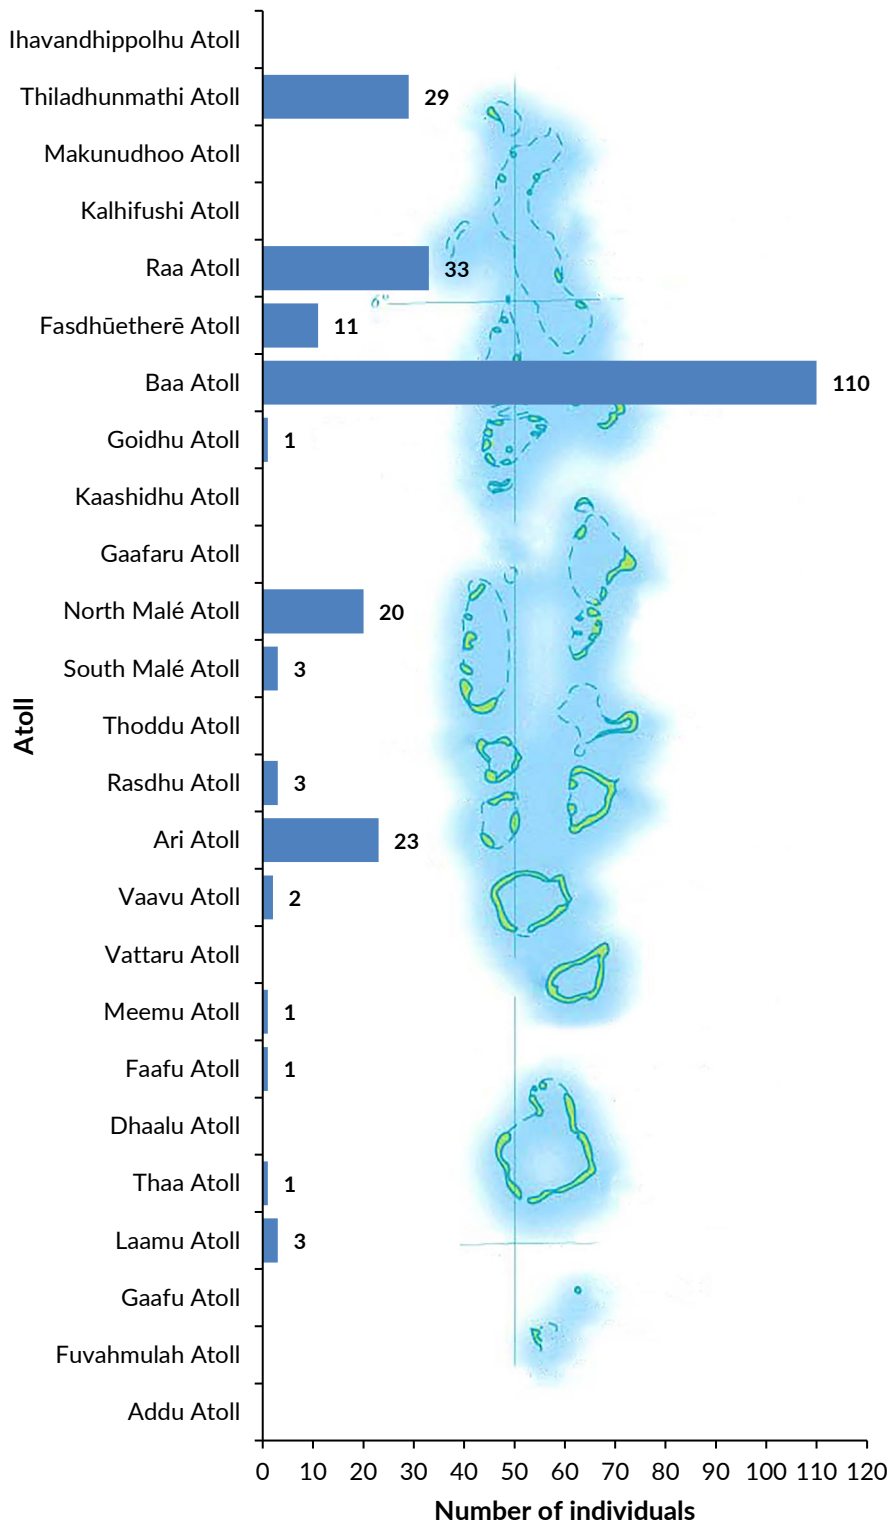 Ihavandhippolhu Atoll
Thiladhunmathi Atoll 29
Makunudhoo Atoll
Kalhifushi Atoll
Raa Atoll 33
6°
Fasdhūetherē Atoll 11
Baa Atoll 110
Goidhu Atoll 1
Kaashidhu Atoll
Gaafaru Atoll
North Malé Atoll 20
South Malé Atoll 3
Atoll
Thoddu Atoll
Rasdhu Atoll 3
Ari Atoll 23
Vaavu Atoll 2
Vattaru Atoll
Meemu Atoll 1
Faafu Atoll 1
Dhaalu Atoll
Thaa Atoll 1
Laamu Atoll 3
Gaafu Atoll
Fuvahmulah Atoll
Addu Atoll
0 10 20 30 40 50 60 70 80 90 100 110 120
Number of individuals